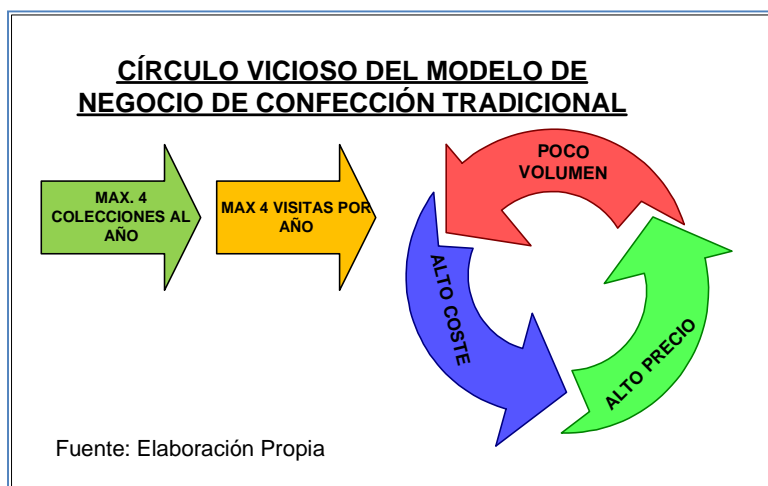 CÍRCULO VICIOSO DEL MODELO DE
NEGOCIO DE CONFECCIÓN TRADICIONAL
MAX. 4
COLECCIONES AL
AÑO
MAX 4 VISITAS POR
AÑO
POCO
VOLUMEN
ALTO COSTE
ALTO PRECIO
Fuente: Elaboración Propia